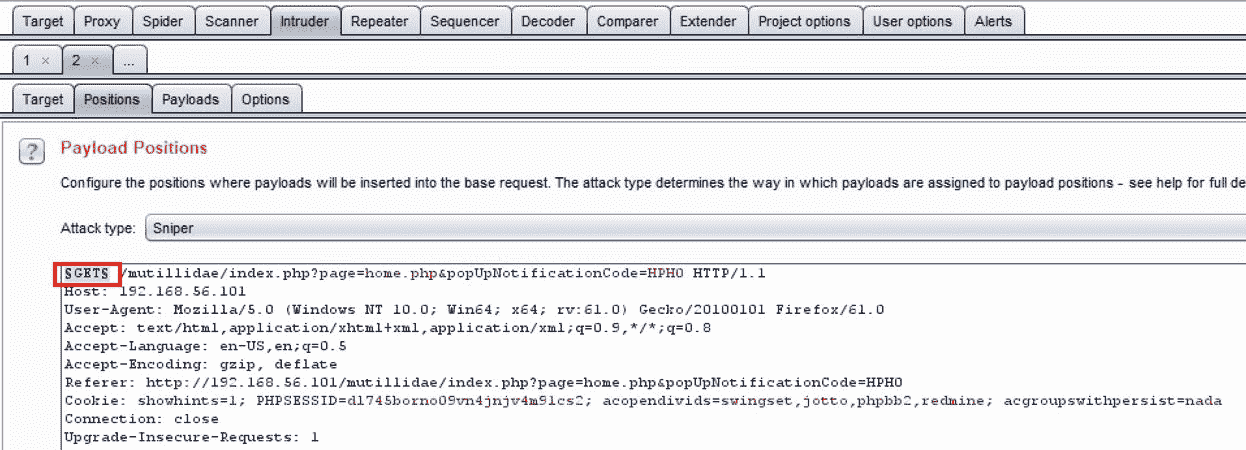 Target Proxy Spider Scanner Intruder Repeater Sequencer Decoder Comparer Extender Project options User options Alerts
1 × 2 × ...
Target Positions Payloads Options
? Payload Positions
Configure the positions where payloads will be inserted into the base request. The attack type determines the way in which payloads are assigned to payload positions - see help for full de
Attack type: Sniper
§GET§ /mutillidae/index.php?page=home.php&popUpNotificationCode=HPH0 HTTP/1.1
Host: 192.168.56.101
User-Agent: Mozilla/5.0 (Windows NT 10.0; Win64; x64; rv:61.0) Gecko/20100101 Firefox/61.0
Accept: text/html,application/xhtml+xml,application/xml;q=0.9,*/*;q=0.8
Accept-Language: en-US,en;q=0.5
Accept-Encoding: gzip, deflate
Referer: http://192.168.56.101/mutillidae/index.php?page=home.php&popUpNotificationCode=HPH0
Cookie: showhints=1; PHPSESSID=d1745borno09vn4jnjv4m91cs2; acopendivids=swingset,jotto,phpbb2,redmine; acgroupswithpersist=nada
Connection: close
Upgrade-Insecure-Requests: 1